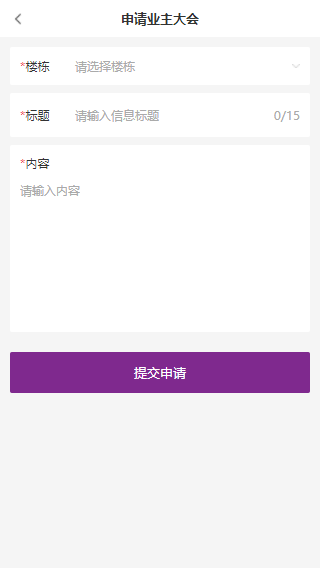 申请业主大会
*楼栋 请选择楼栋
*标题 请输入信息标题 0/15
*内容
请输入内容
提交申请